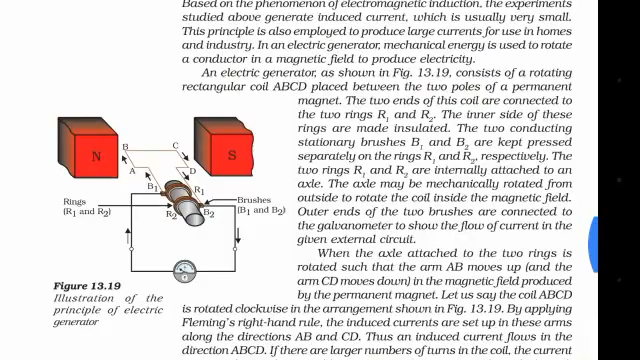 Based on the phenomenon of electromagnetic induction, the experiments
studied above generate induced current, which is usually very small.
This principle is also employed to produce large currents for use in homes
and industry. In an electric generator, mechanical energy is used to rotate
a conductor in a magnetic field to produce electricity.
An electric generator, as shown in Fig. 13.19, consists of a rotating
rectangular coil ABCD placed between the two poles of a permanent
magnet. The two ends of this coil are connected to
the two rings R1 and R2. The inner side of these
rings are made insulated. The two conducting
stationary brushes B1 and B2 are kept pressed
separately on the rings R1 and R2, respectively. The
two rings R1 and R2 are internally attached to an
axle. The axle may be mechanically rotated from
outside to rotate the coil inside the magnetic field.
Outer ends of the two brushes are connected to
the galvanometer to show the flow of current in the
given external circuit.
When the axle attached to the two rings is
rotated such that the arm AB moves up (and the
arm CD moves down) in the magnetic field produced
by the permanent magnet. Let us say the coil ABCD
is rotated clockwise in the arrangement shown in Fig. 13.19. By applying
Fleming's right-hand rule, the induced currents are set up in these arms
along the directions AB and CD. Thus an induced current flows in the
direction ABCD. If there are larger numbers of turns in the coil, the current
N
S
B
C
A
D
B1
R1
Rings
(R1 and R2)
R2
B2
Brushes
(B1 and B2)
Figure 13.19
Illustration of the
principle of electric
generator